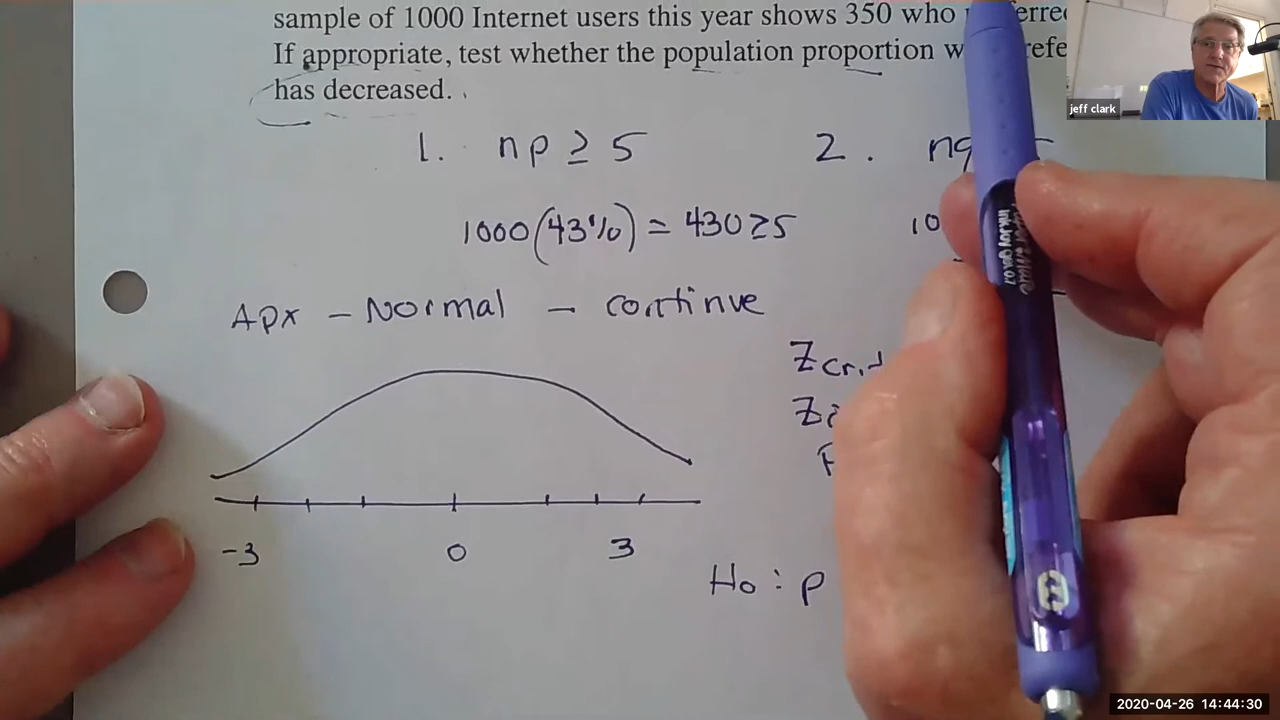 sample of 1000 Internet users this year shows 350 who
If appropriate, test whether the population proportion
has decreased.
jeff clark
1. np ≥ 5
2. nq
1000(43%) = 430 ≥ 5
10
Apx - Normal - continue
Zcrit
-3 0 3
Ho: p
2020-04-26 14:44:30